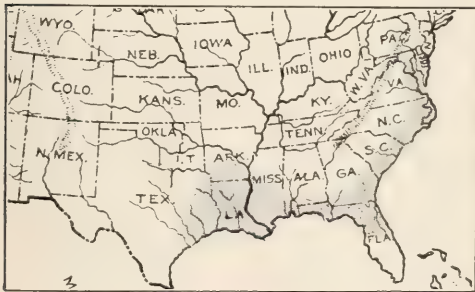 WYO.
NEB.
IOWA
ILL.
IND.
OHIO
PA.
W.VA.
VA.
COLO.
KANS.
MO.
KY.
N.C.
TENN.
S.C.
OKLA.
I.T.
ARK.
N. MEX.
TEX.
LA.
MISS.
ALA.
GA.
FLA.